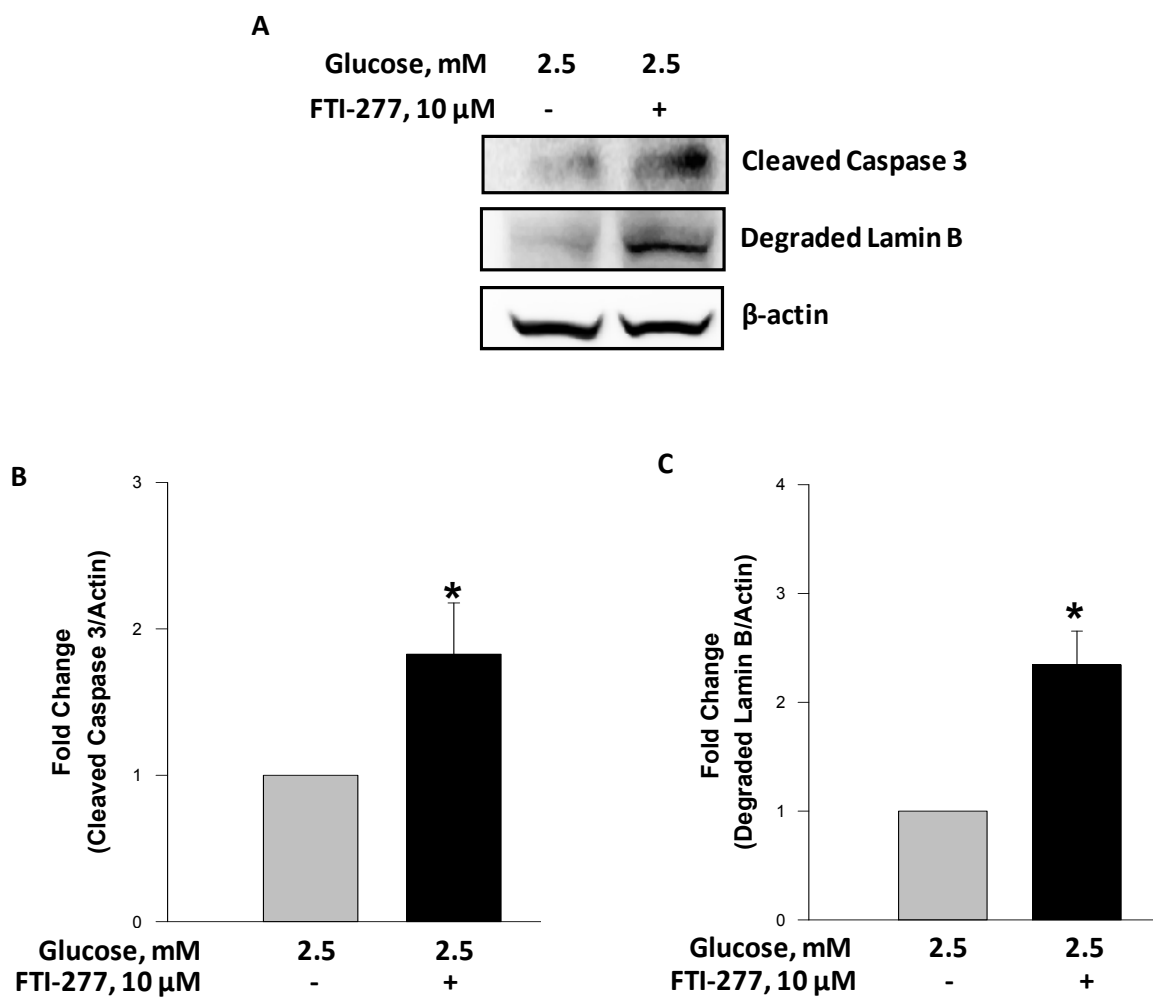 A
Glucose, mM 2.5 2.5
FTI-277, 10 µM - +
Cleaved Caspase 3
Degraded Lamin B
β-actin
B
3
2
1
0
*
Fold Change
(Cleaved Caspase 3/Actin)
Glucose, mM 2.5 2.5
FTI-277, 10 µM - +
C
4
3
2
1
0
*
Fold Change
(Degraded Lamin B/Actin)
Glucose, mM 2.5 2.5
FTI-277, 10 µM - +